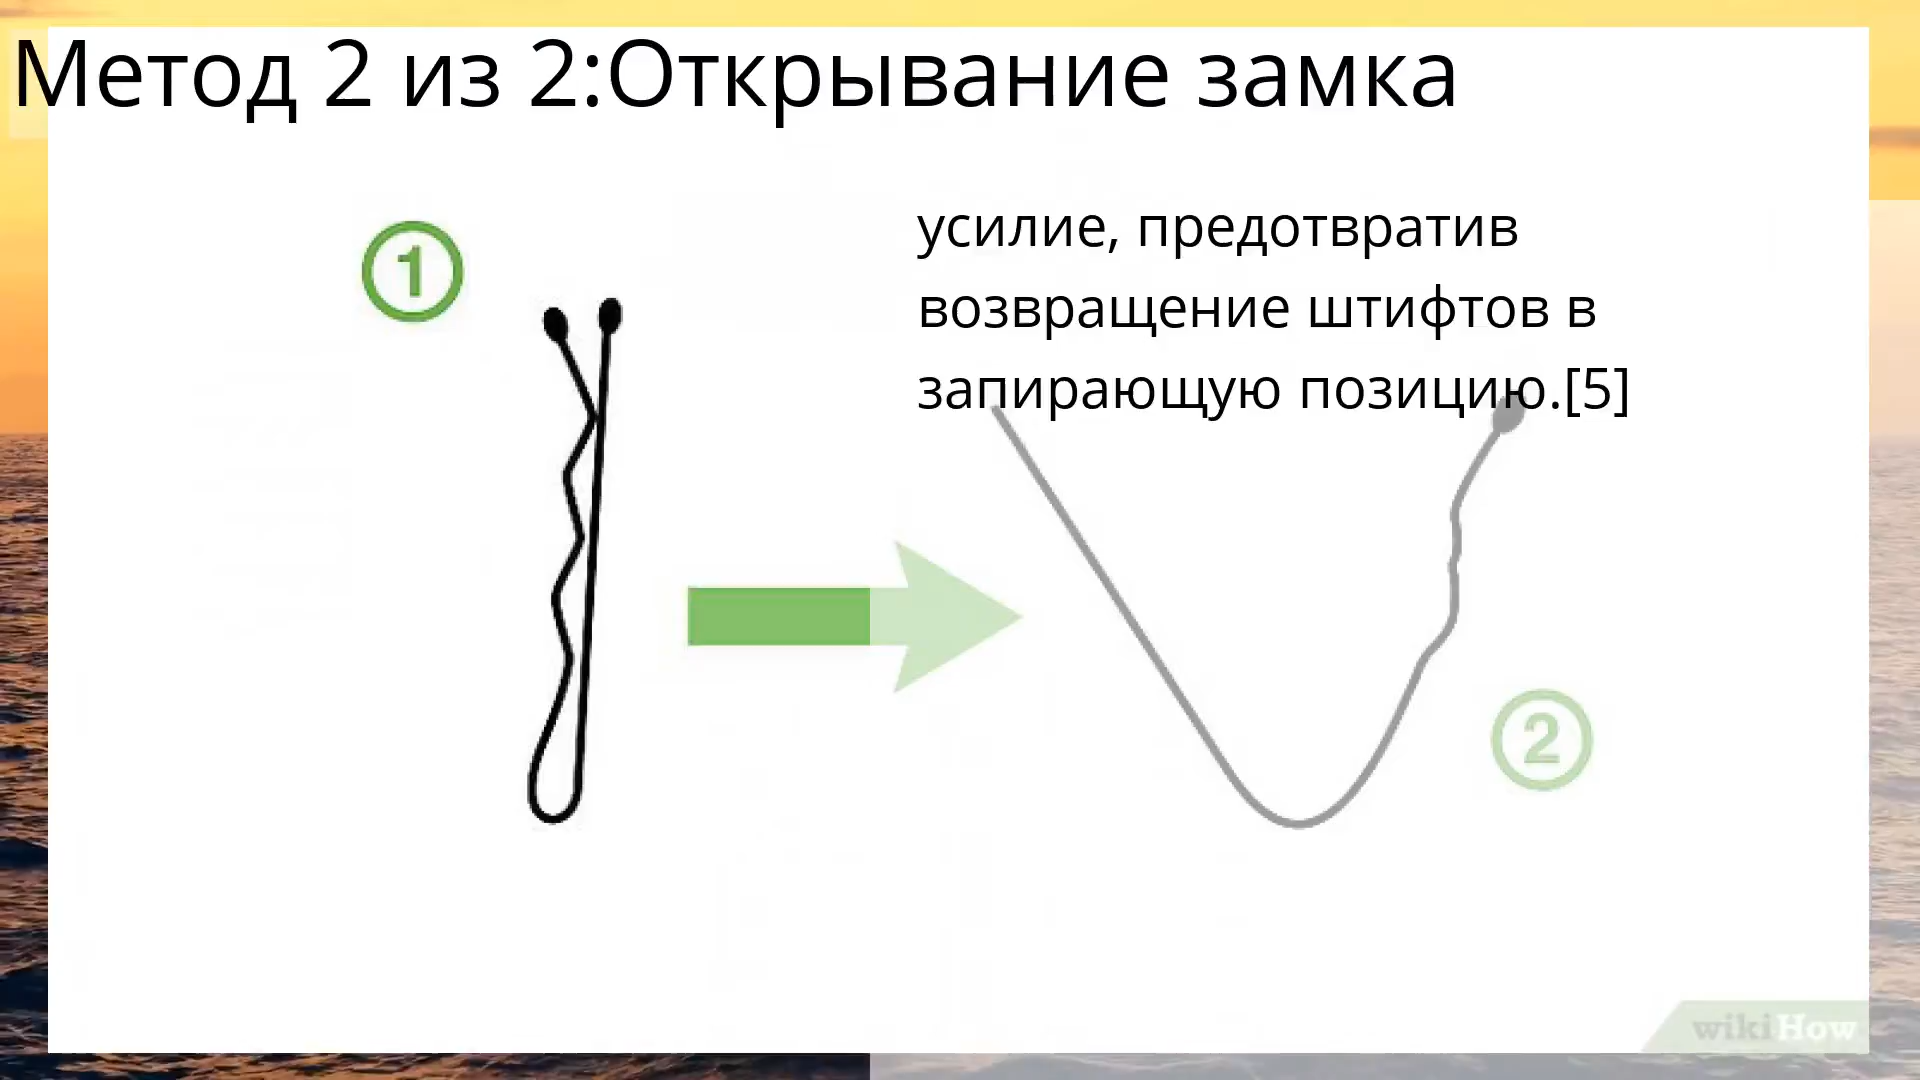 Метод 2 из 2:Открывание замка
1
усилие, предотвратив
возвращение штифтов в
запирающую позицию.[5]
2
wikiHow